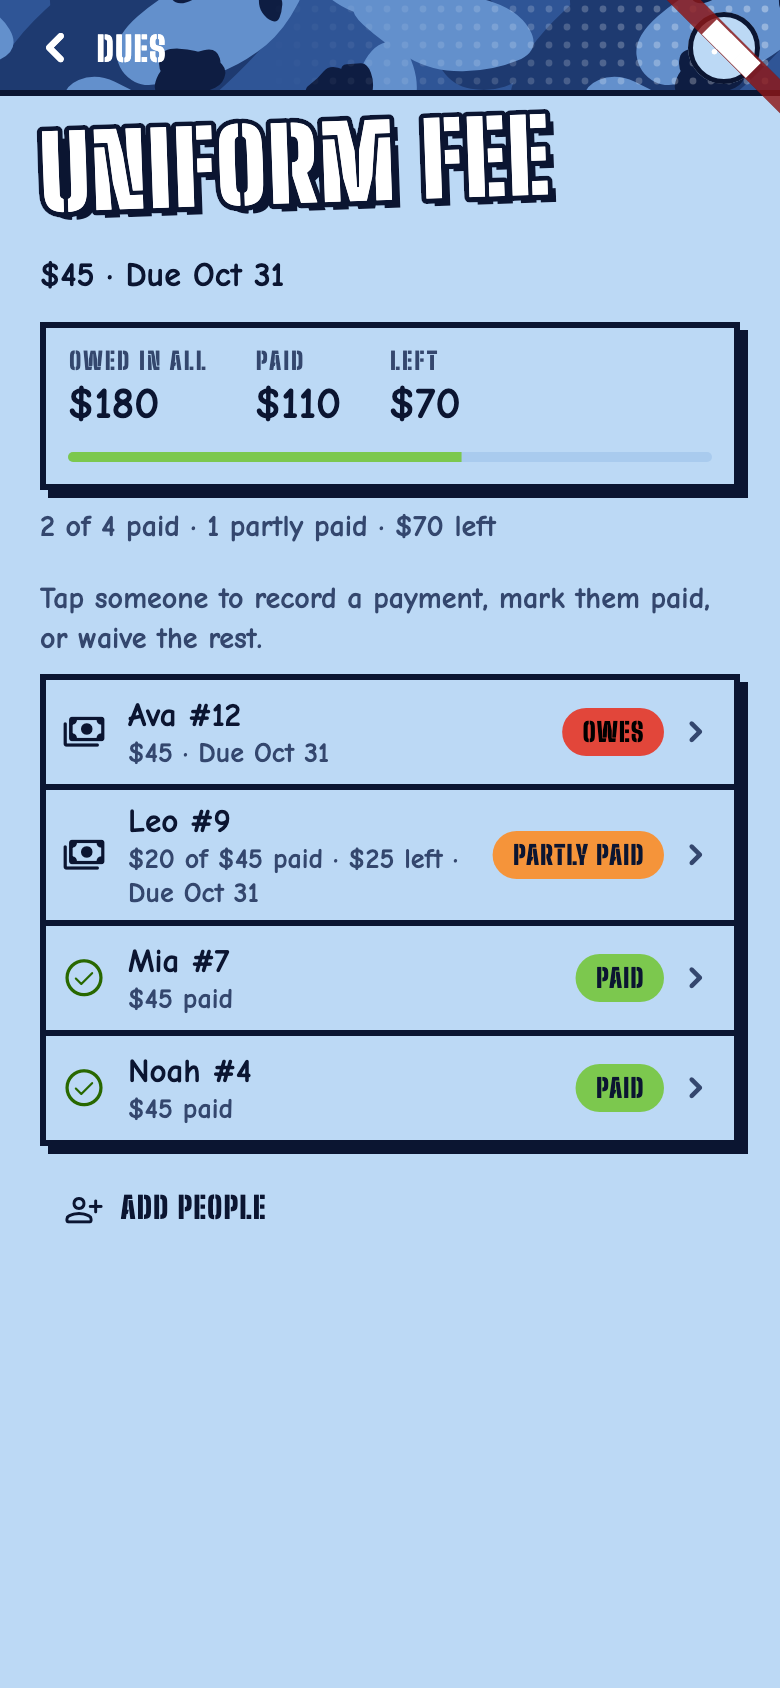 DUES
UNIFORM FEE
$45 · Due Oct 31
OWED IN ALL PAID LEFT
$180 $110 $70
2 of 4 paid · 1 partly paid · $70 left
Tap someone to record a payment, mark them paid,
or waive the rest.
Ava #12
$45 · Due Oct 31
OWES
Leo #9
$20 of $45 paid · $25 left ·
Due Oct 31
PARTLY PAID
Mia #7
$45 paid
PAID
Noah #4
$45 paid
PAID
ADD PEOPLE